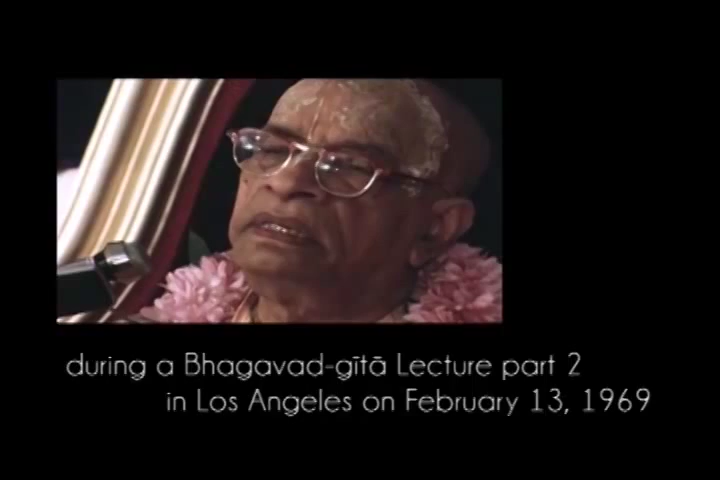 during a Bhagavad-gītā Lecture part 2
in Los Angeles on February 13, 1969